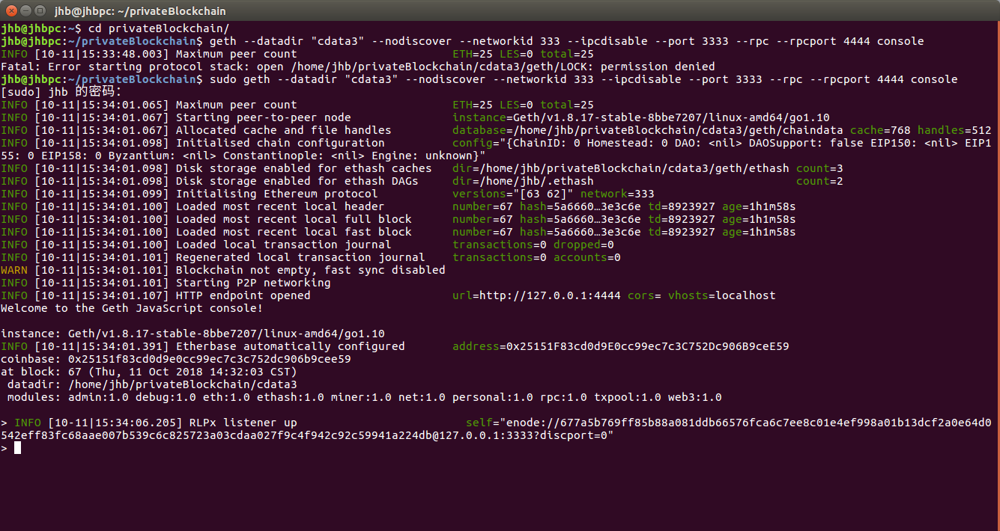 jhb@jhbpc: ~/privateBlockchain
jhb@jhbpc:~$ cd privateBlockchain/
jhb@jhbpc:~/privateBlockchain$ geth --datadir "cdata3" --nodiscover --networkid 333 --ipcdisable --port 3333 --rpc --rpcport 4444 console
INFO [10-11|15:33:48.003] Maximum peer count                       ETH=25 LES=0 total=25
Fatal: Error starting protocol stack: open /home/jhb/privateBlockchain/cdata3/geth/LOCK: permission denied
jhb@jhbpc:~/privateBlockchain$ sudo geth --datadir "cdata3" --nodiscover --networkid 333 --ipcdisable --port 3333 --rpc --rpcport 4444 console
[sudo] jhb 的密码：
INFO [10-11|15:34:01.065] Maximum peer count                       ETH=25 LES=0 total=25
INFO [10-11|15:34:01.067] Starting peer-to-peer node               instance=Geth/v1.8.17-stable-8bbe7207/linux-amd64/go1.10
INFO [10-11|15:34:01.067] Allocated cache and file handles         database=/home/jhb/privateBlockchain/cdata3/geth/chaindata cache=768 handles=512
INFO [10-11|15:34:01.098] Initialised chain configuration          config="{ChainID: 0 Homestead: 0 DAO: <nil> DAOSupport: false EIP150: <nil> EIP1
55: 0 EIP158: 0 Byzantium: <nil> Constantinople: <nil> Engine: unknown}"
INFO [10-11|15:34:01.098] Disk storage enabled for ethash caches   dir=/home/jhb/privateBlockchain/cdata3/geth/ethash count=3
INFO [10-11|15:34:01.098] Disk storage enabled for ethash DAGs     dir=/home/jhb/.ethash                              count=2
INFO [10-11|15:34:01.099] Initialising Ethereum protocol           versions="[63 62]" network=333
INFO [10-11|15:34:01.100] Loaded most recent local header          number=67 hash=5a6660…3e3c6e td=8923927 age=1h1m58s
INFO [10-11|15:34:01.100] Loaded most recent local full block      number=67 hash=5a6660…3e3c6e td=8923927 age=1h1m58s
INFO [10-11|15:34:01.100] Loaded most recent local fast block      number=67 hash=5a6660…3e3c6e td=8923927 age=1h1m58s
INFO [10-11|15:34:01.100] Loaded local transaction journal         transactions=0 dropped=0
INFO [10-11|15:34:01.101] Regenerated local transaction journal    transactions=0 accounts=0
WARN [10-11|15:34:01.101] Blockchain not empty, fast sync disabled
INFO [10-11|15:34:01.101] Starting P2P networking
INFO [10-11|15:34:01.107] HTTP endpoint opened                     url=http://127.0.0.1:4444 cors= vhosts=localhost
Welcome to the Geth JavaScript console!

instance: Geth/v1.8.17-stable-8bbe7207/linux-amd64/go1.10
INFO [10-11|15:34:01.391] Etherbase automatically configured       address=0x25151F83cd0d9E0cc99ec7c3C752Dc906B9ceE59
coinbase: 0x25151f83cd0d9e0cc99ec7c3c752dc906b9cee59
at block: 67 (Thu, 11 Oct 2018 14:32:03 CST)
 datadir: /home/jhb/privateBlockchain/cdata3
 modules: admin:1.0 debug:1.0 eth:1.0 ethash:1.0 miner:1.0 net:1.0 personal:1.0 rpc:1.0 txpool:1.0 web3:1.0

> INFO [10-11|15:34:06.205] RLPx listener up                         self="enode://677a5b769ff85b88a081ddb66576fca6c7ee8c01e4ef998a01b13dcf2a0e64d0
542eff83fc68aae007b539c6c825723a03cdaa027f9c4f942c92c59941a224db@127.0.0.1:3333?discport=0"
>